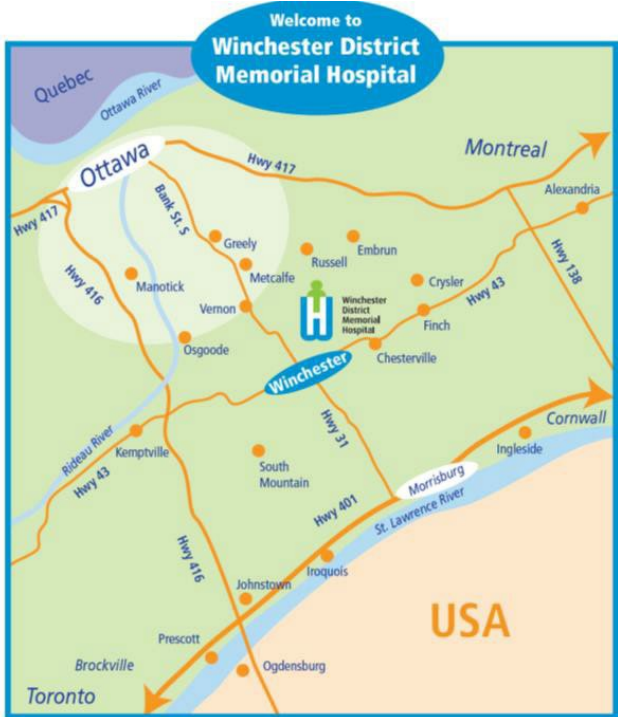 Welcome to
Winchester District
Memorial Hospital
Quebec
Ottawa River
Ottawa
Hwy 417
Montreal
Alexandria
Hwy 417
Bank St. S
Greely
Embrun
Russell
Hwy 138
Hwy 416
Manotick
Metcalfe
Crysler
Hwy 43
Vernon
H
Winchester
District
Memorial
Hospital
Finch
Osgoode
Chesterville
Winchester
Rideau River
Kemptville
Hwy 43
Hwy 31
Cornwall
Ingleside
South
Mountain
Morrisburg
Hwy 401
St. Lawrence River
Hwy 416
Iroquois
Johnstown
USA
Prescott
Brockville
Ogdensburg
Toronto